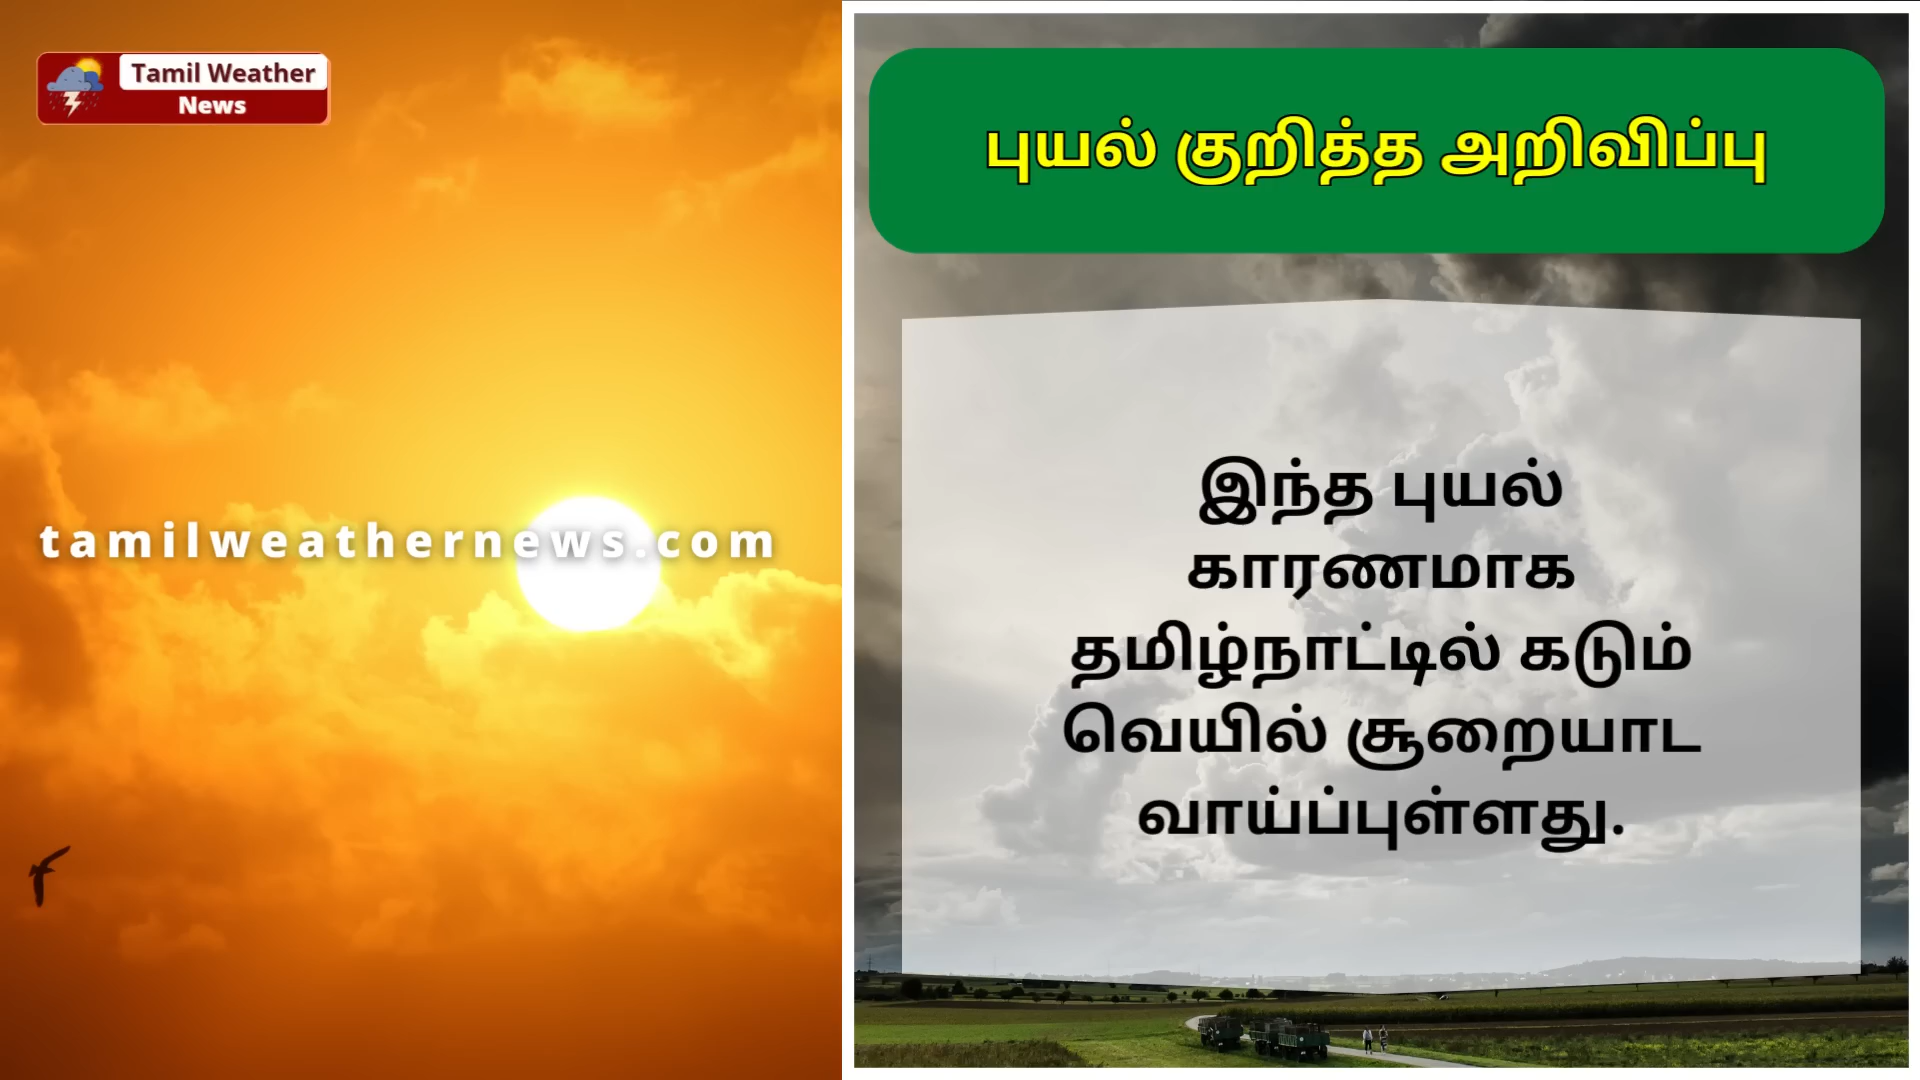 Tamil Weather
News
tamilweathernews.com
புயல் குறித்த அறிவிப்பு
இந்த புயல்
காரணமாக
தமிழ்நாட்டில் கடும்
வெயில் சூறையாட
வாய்ப்புள்ளது.